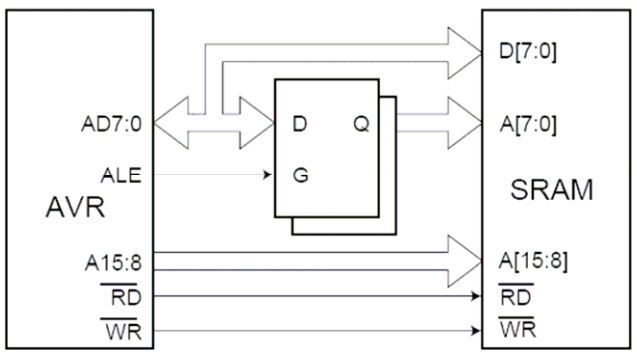 D[7:0]
AD7:0
D
Q
A[7:0]
ALE
G
AVR
SRAM
A15:8
A[15:8]
RD
RD
WR
WR